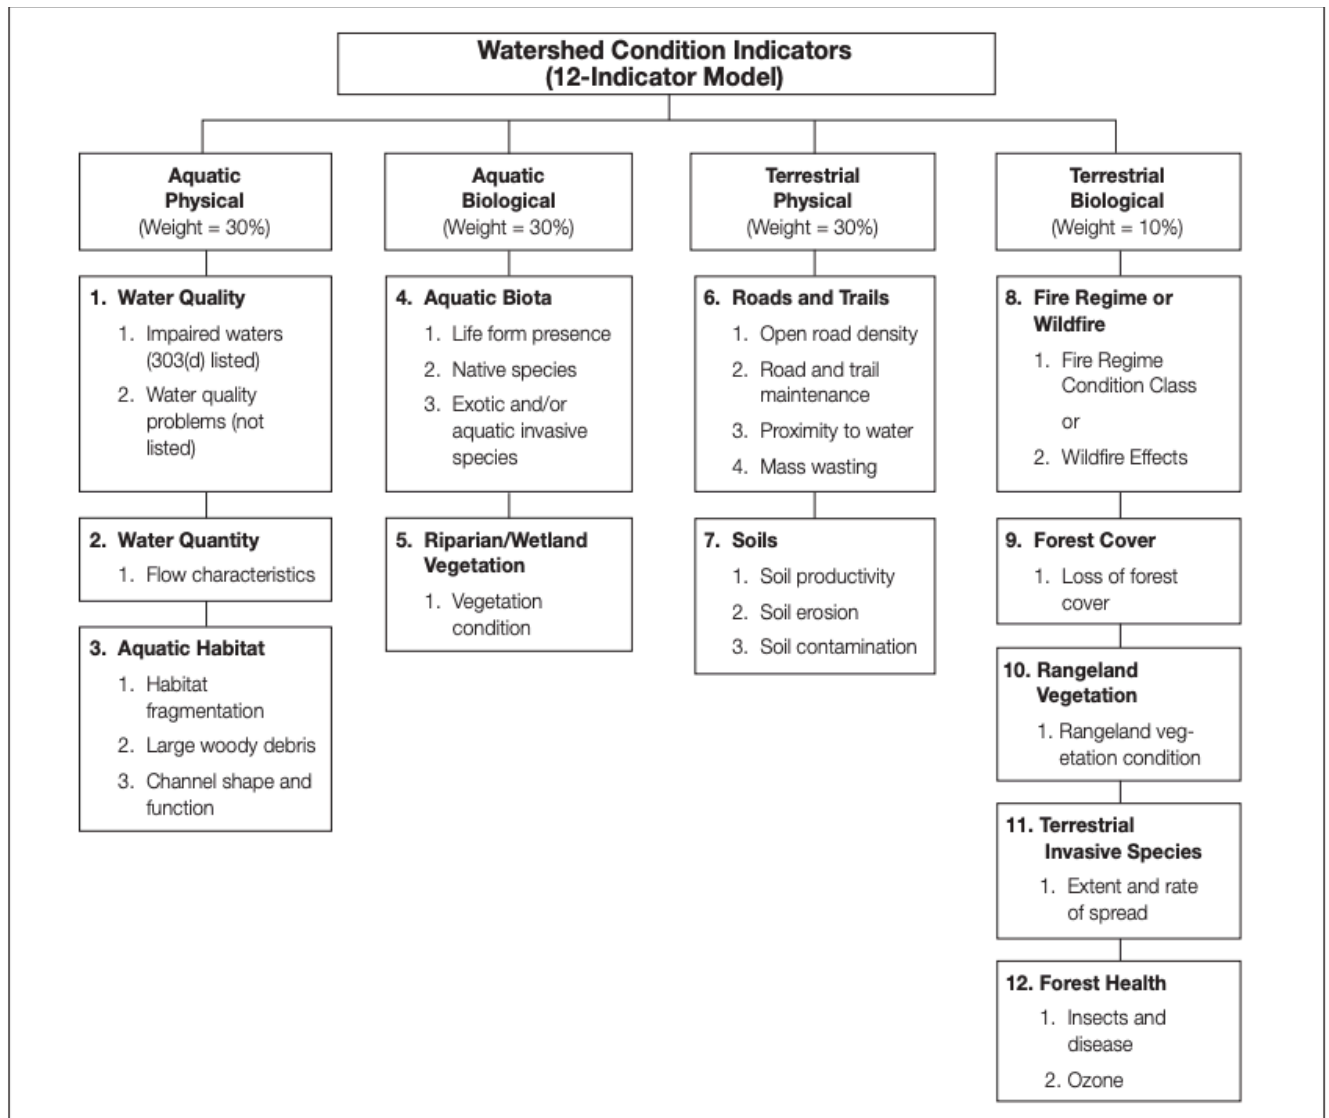 Watershed Condition Indicators
(12-Indicator Model)
Aquatic
Physical
(Weight = 30%)
1. Water Quality
1. Impaired waters
(303(d) listed)
2. Water quality
problems (not
listed)
2. Water Quantity
1. Flow characteristics
3. Aquatic Habitat
1. Habitat
fragmentation
2. Large woody debris
3. Channel shape and
function
Aquatic
Biological
(Weight = 30%)
4. Aquatic Biota
1. Life form presence
2. Native species
3. Exotic and/or
aquatic invasive
species
5. Riparian/Wetland
Vegetation
1. Vegetation
condition
Terrestrial
Physical
(Weight = 30%)
6. Roads and Trails
1. Open road density
2. Road and trail
maintenance
3. Proximity to water
4. Mass wasting
7. Soils
1. Soil productivity
2. Soil erosion
3. Soil contamination
Terrestrial
Biological
(Weight = 10%)
8. Fire Regime or
Wildfire
1. Fire Regime
Condition Class
or
2. Wildfire Effects
9. Forest Cover
1. Loss of forest
cover
10. Rangeland
Vegetation
1. Rangeland veg-
etation condition
11. Terrestrial
Invasive Species
1. Extent and rate
of spread
12. Forest Health
1. Insects and
disease
2. Ozone